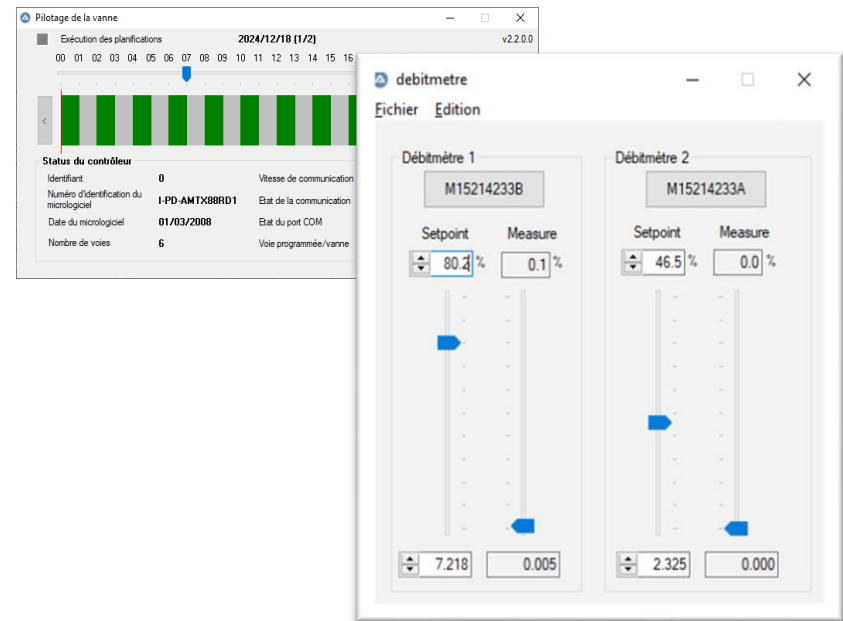 Pilotage de la vanne
Exécution des planifications 2024/12/18 (1/2) v2.2.0.0
00 01 02 03 04 05 06 07 08 09 10 11 12 13 14 15 16
<
Status du contrôleur
Identifiant 0 Vitesse de communication
Numéro d'identification du
micrologiciel I-PD-AMTX88RD1 Etat de la communication
Date du micrologiciel 01/03/2008 Etat du port COM
Nombre de voies 6 Voie programmée/vanne
debitmetre
Fichier Edition
Débitmètre 1 Débitmètre 2
M15214233B M15214233A
Setpoint Measure Setpoint Measure
80.2 % 0.1 % 46.5 % 0.0 %
7.218 0.005 2.325 0.000